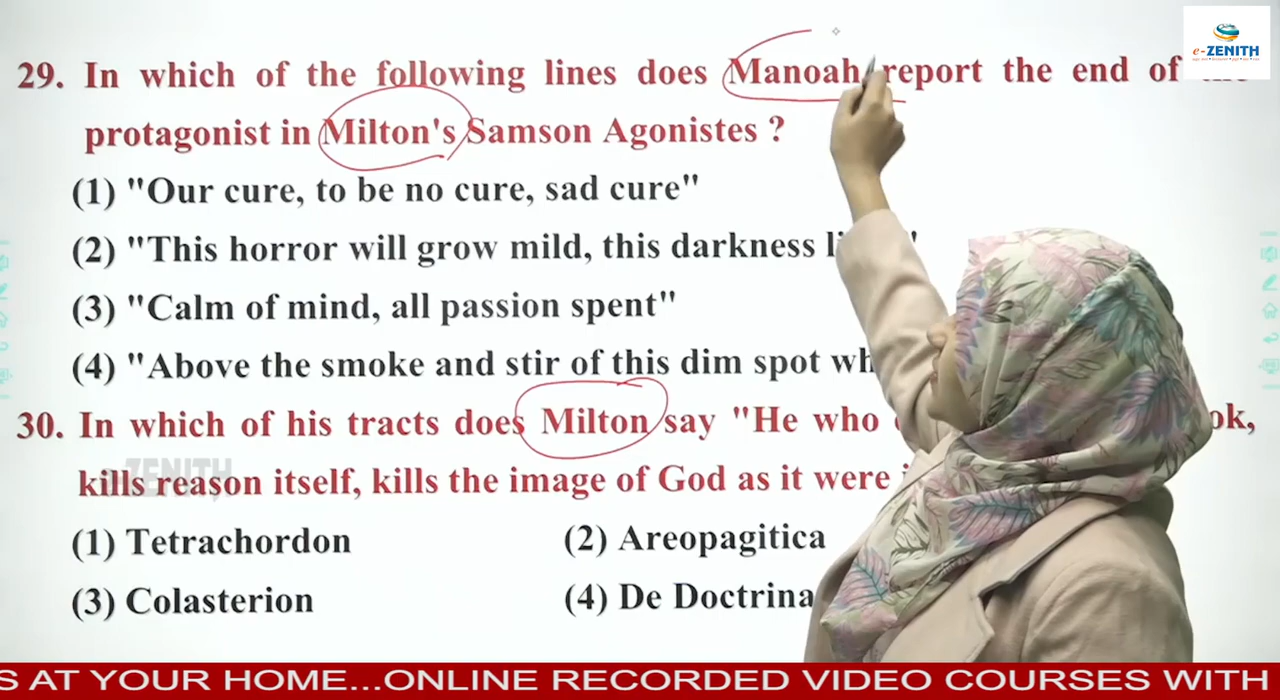 e-ZENITH
29. In which of the following lines does Manoah report the end of the
protagonist in Milton's Samson Agonistes ?
(1) "Our cure, to be no cure, sad cure"
(2) "This horror will grow mild, this darkness
(3) "Calm of mind, all passion spent"
(4) "Above the smoke and stir of this dim spot
30. In which of his tracts does Milton say "He who
kills reason itself, kills the image of God as it were
ZENITH
(1) Tetrachordon (2) Areopagitica
(3) Colasterion (4) De Doctrina
S AT YOUR HOME...ONLINE RECORDED VIDEO COURSES WITH